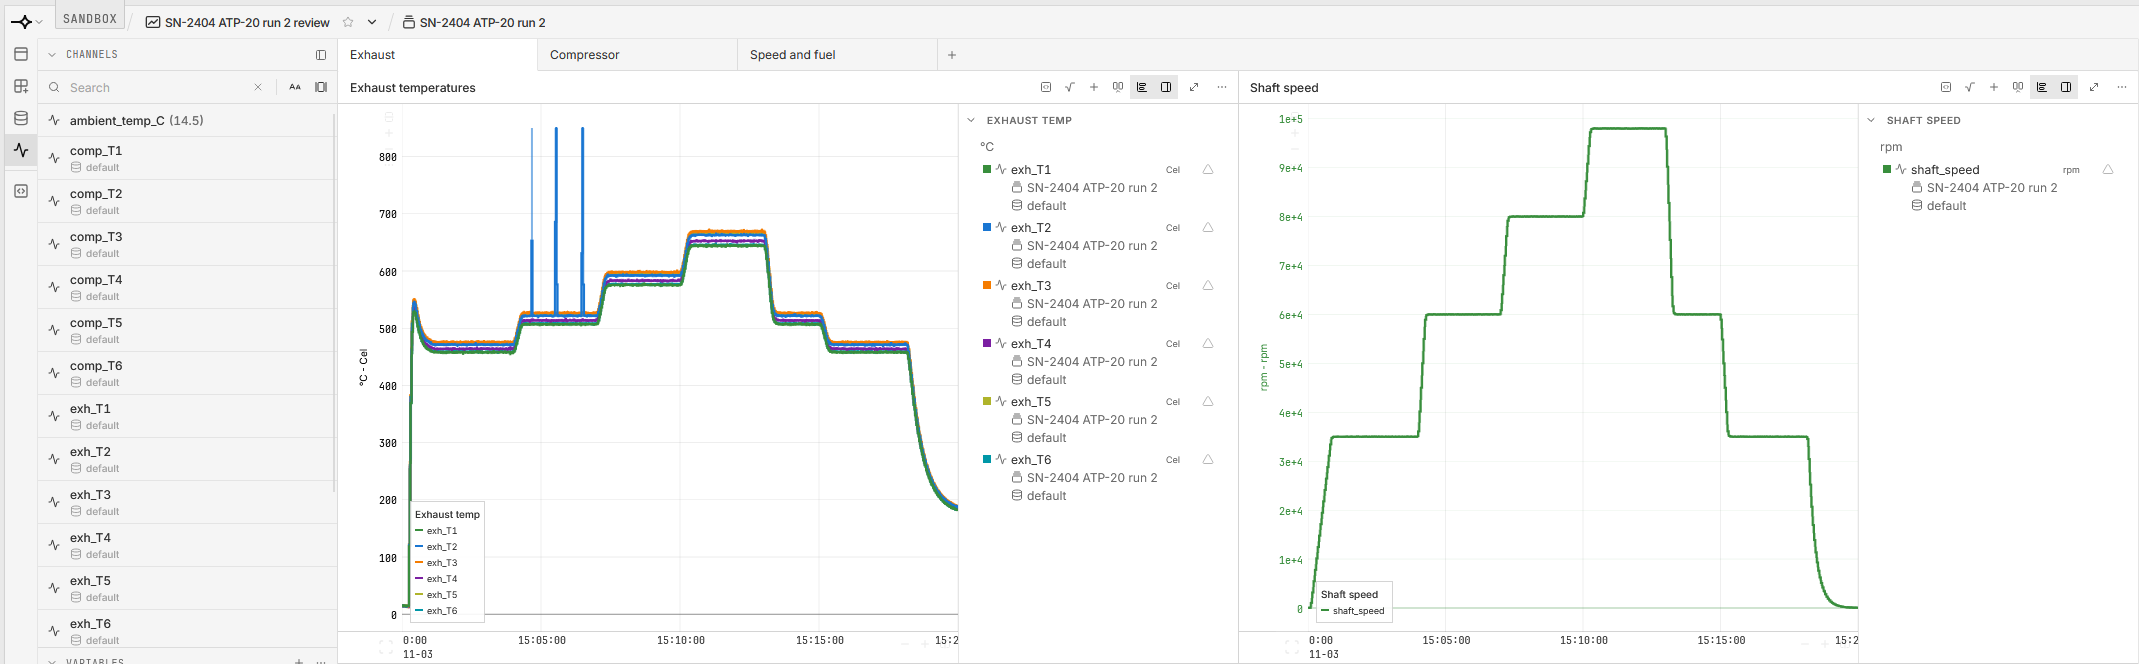 SANDBOX
SN-2404 ATP-20 run 2 review
SN-2404 ATP-20 run 2
CHANNELS
Search
AA
ambient_temp_C (14.5)
comp_T1
default
comp_T2
default
comp_T3
default
comp_T4
default
comp_T5
default
comp_T6
default
exh_T1
default
exh_T2
default
exh_T3
default
exh_T4
default
exh_T5
default
exh_T6
default
VARIABLES
Exhaust
Compressor
Speed and fuel
Exhaust temperatures
800
700
600
500
400
300
200
100
0
°C - Cel
Exhaust temp
exh_T1
exh_T2
exh_T3
exh_T4
exh_T5
exh_T6
0:00
11-03
15:05:00
15:10:00
15:15:00
15:2
EXHAUST TEMP
°C
exh_T1 Cel
SN-2404 ATP-20 run 2
default
exh_T2 Cel
SN-2404 ATP-20 run 2
default
exh_T3 Cel
SN-2404 ATP-20 run 2
default
exh_T4 Cel
SN-2404 ATP-20 run 2
default
exh_T5 Cel
SN-2404 ATP-20 run 2
default
exh_T6 Cel
SN-2404 ATP-20 run 2
default
Shaft speed
1e+5
9e+4
8e+4
7e+4
6e+4
5e+4
4e+4
3e+4
2e+4
1e+4
0
rpm - rpm
Shaft speed
shaft_speed
0:00
11-03
15:05:00
15:10:00
15:15:00
15:2
SHAFT SPEED
rpm
shaft_speed rpm
SN-2404 ATP-20 run 2
default